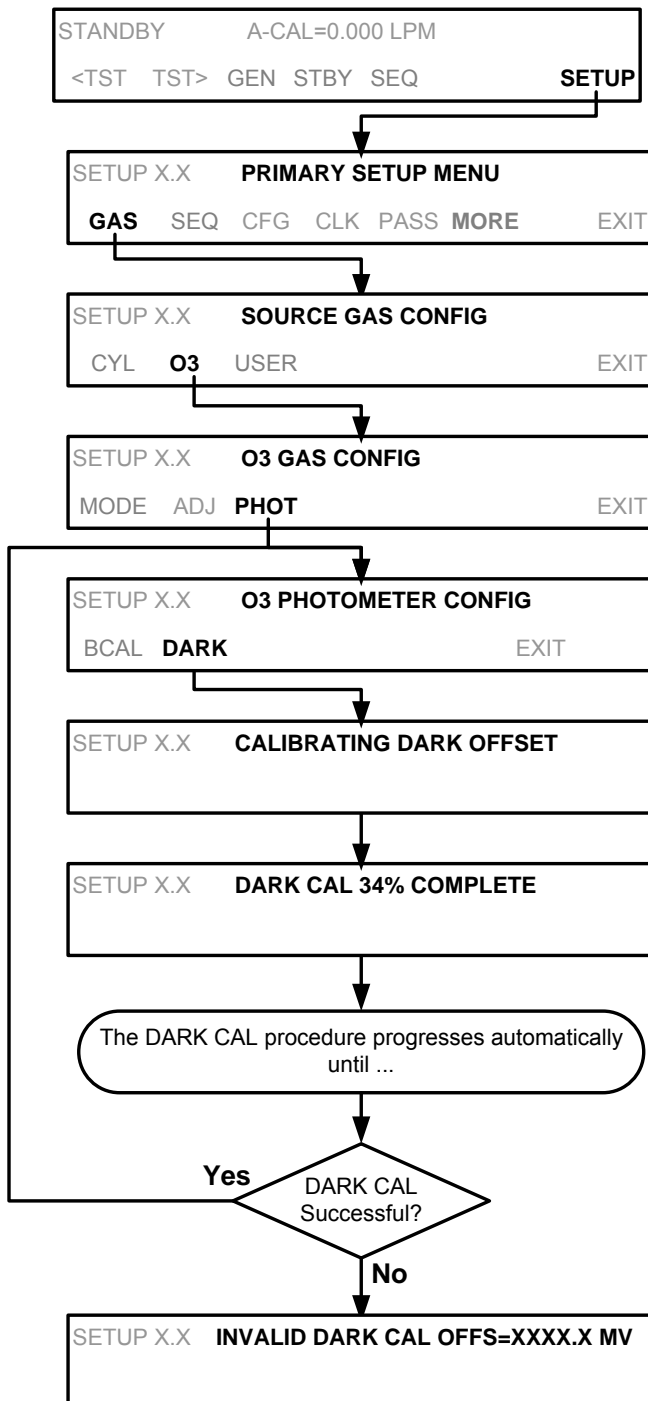 STANDBY A-CAL=0.000 LPM
<TST TST> GEN STBY SEQ SETUP
SETUP X.X PRIMARY SETUP MENU
GAS SEQ CFG CLK PASS MORE EXIT
SETUP X.X SOURCE GAS CONFIG
CYL O3 USER EXIT
SETUP X.X O3 GAS CONFIG
MODE ADJ PHOT EXIT
SETUP X.X O3 PHOTOMETER CONFIG
BCAL DARK EXIT
SETUP X.X CALIBRATING DARK OFFSET
SETUP X.X DARK CAL 34% COMPLETE
The DARK CAL procedure progresses automatically
until ...
Yes
DARK CAL
Successful?
No
SETUP X.X INVALID DARK CAL OFFS=XXXX.X MV